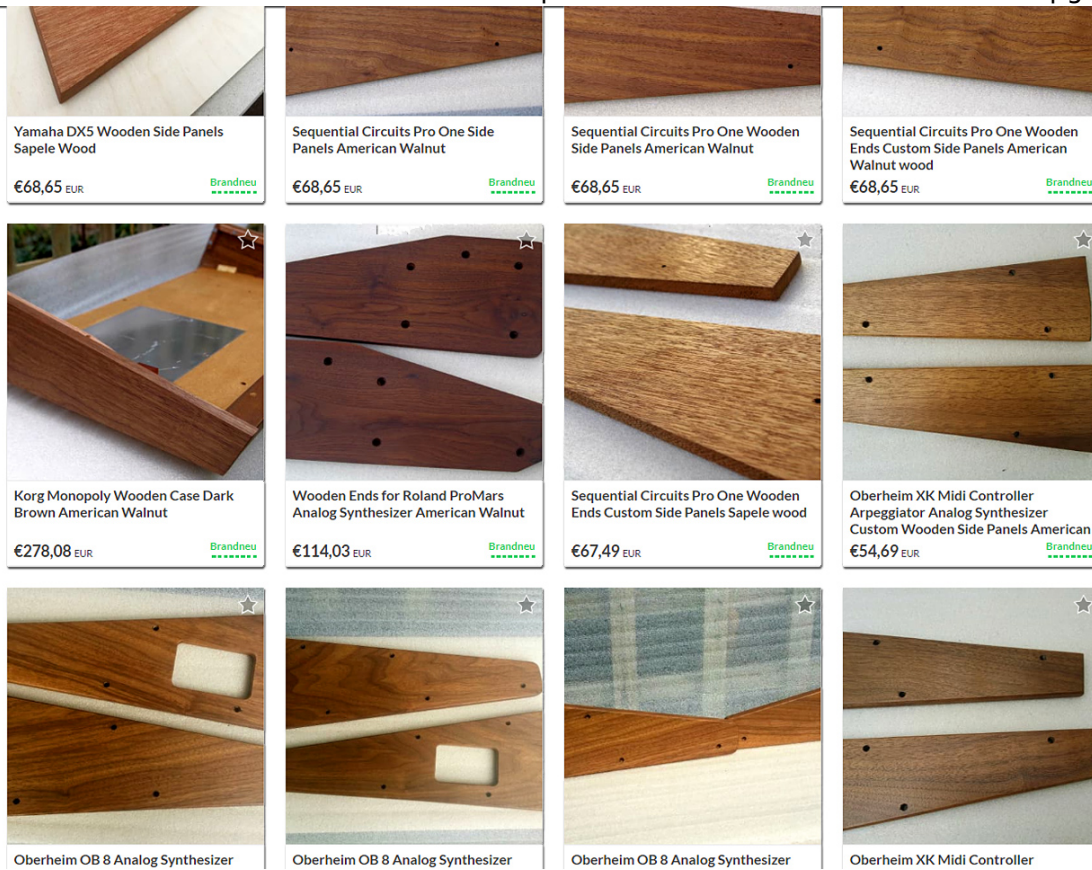 Yamaha DX5 Wooden Side Panels
Sapele Wood
€68,65 EUR
Brandneu
Sequential Circuits Pro One Side
Panels American Walnut
€68,65 EUR
Brandneu
Sequential Circuits Pro One Wooden
Side Panels American Walnut
€68,65 EUR
Brandneu
Sequential Circuits Pro One Wooden
Ends Custom Side Panels American
Walnut wood
€68,65 EUR
Brandneu
Korg Monopoly Wooden Case Dark
Brown American Walnut
€278,08 EUR
Brandneu
Wooden Ends for Roland ProMars
Analog Synthesizer American Walnut
€114,03 EUR
Brandneu
Sequential Circuits Pro One Wooden
Ends Custom Side Panels Sapele wood
€67,49 EUR
Brandneu
Oberheim XK Midi Controller
Arpeggiator Analog Synthesizer
Custom Wooden Side Panels American
€54,69 EUR
Brandneu
Oberheim OB 8 Analog Synthesizer
Oberheim OB 8 Analog Synthesizer
Oberheim OB 8 Analog Synthesizer
Oberheim XK Midi Controller